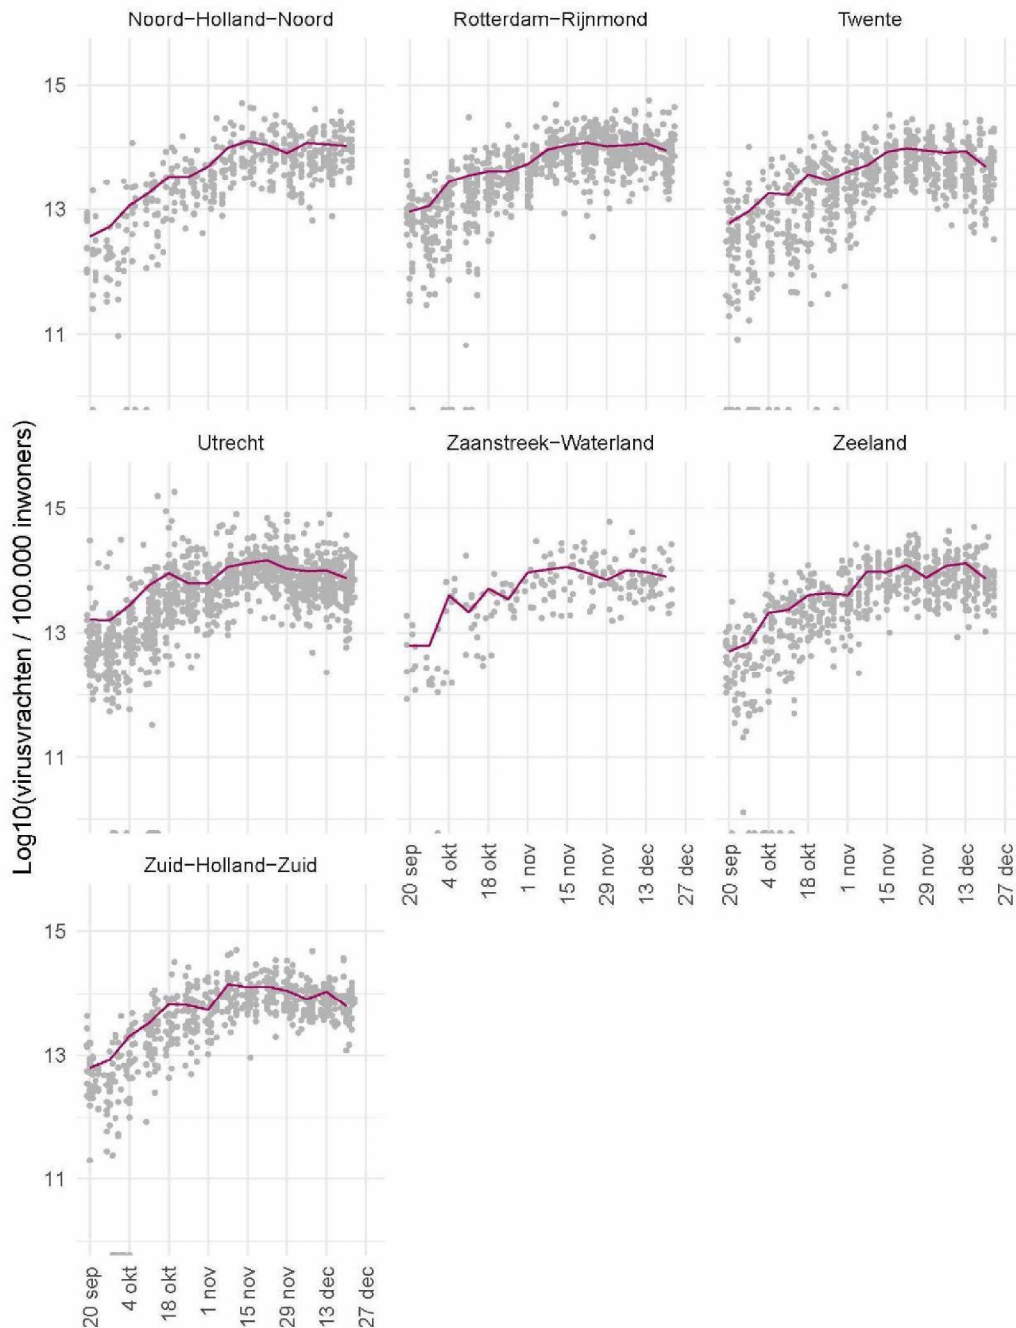 Noord-Holland-Noord
Rotterdam-Rijnmond
Twente
15
13
11
Log10(virusvrachten / 100.000 inwoners)
Utrecht
Zaanstreek-Waterland
Zeeland
15
13
11
20 sep
4 okt
18 okt
1 nov
15 nov
29 nov
13 dec
27 dec
20 sep
4 okt
18 okt
1 nov
15 nov
29 nov
13 dec
27 dec
Zuid-Holland-Zuid
15
13
11
20 sep
4 okt
18 okt
1 nov
15 nov
29 nov
13 dec
27 dec